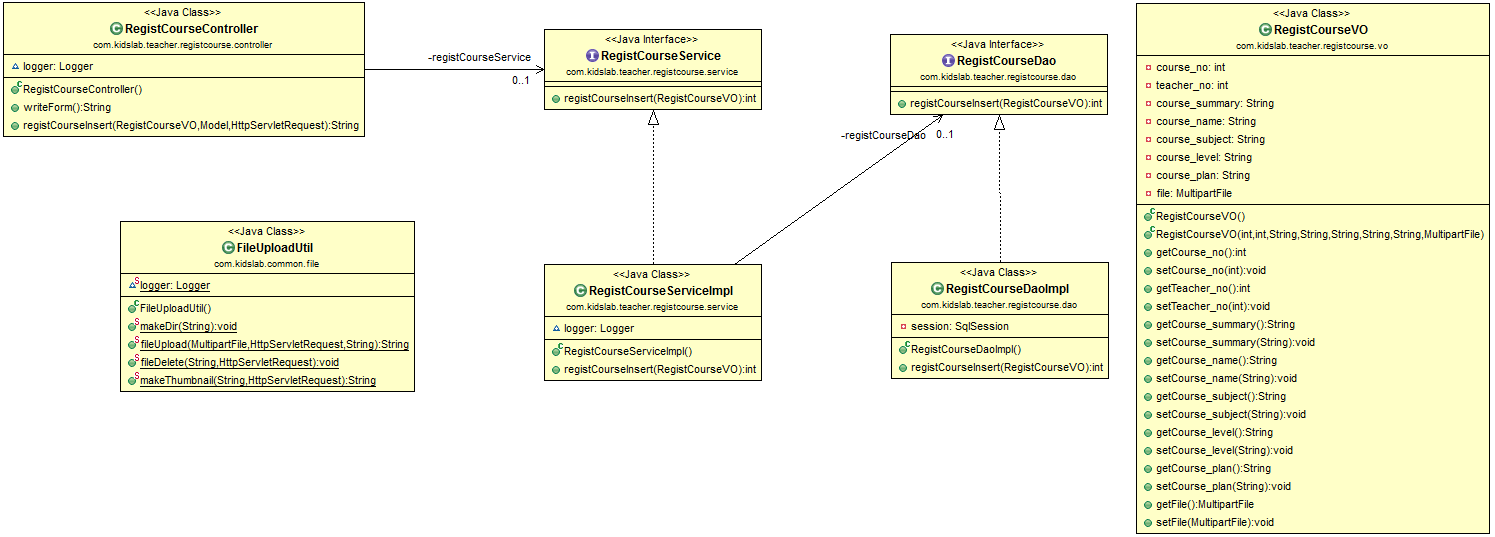 <<Java Class>>
RegistCourseController
com.kidslab.teacher.registcourse.controller
logger: Logger
RegistCourseController()
writeForm():String
registCourseInsert(RegistCourseVO,Model,HttpServletRequest):String
-registCourseService
0..1
<<Java Interface>>
RegistCourseService
com.kidslab.teacher.registcourse.service
registCourseInsert(RegistCourseVO):int
<<Java Interface>>
RegistCourseDao
com.kidslab.teacher.registcourse.dao
registCourseInsert(RegistCourseVO):int
-registCourseDao
0..1
<<Java Class>>
FileUploadUtil
com.kidslab.common.file
logger: Logger
FileUploadUtil()
makeDir(String):void
fileUpload(MultipartFile,HttpServletRequest,String):String
fileDelete(String,HttpServletRequest):void
makeThumbnail(String,HttpServletRequest):String
<<Java Class>>
RegistCourseServiceImpl
com.kidslab.teacher.registcourse.service
logger: Logger
RegistCourseServiceImpl()
registCourseInsert(RegistCourseVO):int
<<Java Class>>
RegistCourseDaoImpl
com.kidslab.teacher.registcourse.dao
session: SqlSession
RegistCourseDaoImpl()
registCourseInsert(RegistCourseVO):int
<<Java Class>>
RegistCourseVO
com.kidslab.teacher.registcourse.vo
course_no: int
teacher_no: int
course_summary: String
course_name: String
course_subject: String
course_level: String
course_plan: String
file: MultipartFile
RegistCourseVO()
RegistCourseVO(int,int,String,String,String,String,String,MultipartFile)
getCourse_no():int
setCourse_no(int):void
getTeacher_no():int
setTeacher_no(int):void
getCourse_summary():String
setCourse_summary(String):void
getCourse_name():String
setCourse_name(String):void
getCourse_subject():String
setCourse_subject(String):void
getCourse_level():String
setCourse_level(String):void
getCourse_plan():String
setCourse_plan(String):void
getFile():MultipartFile
setFile(MultipartFile):void